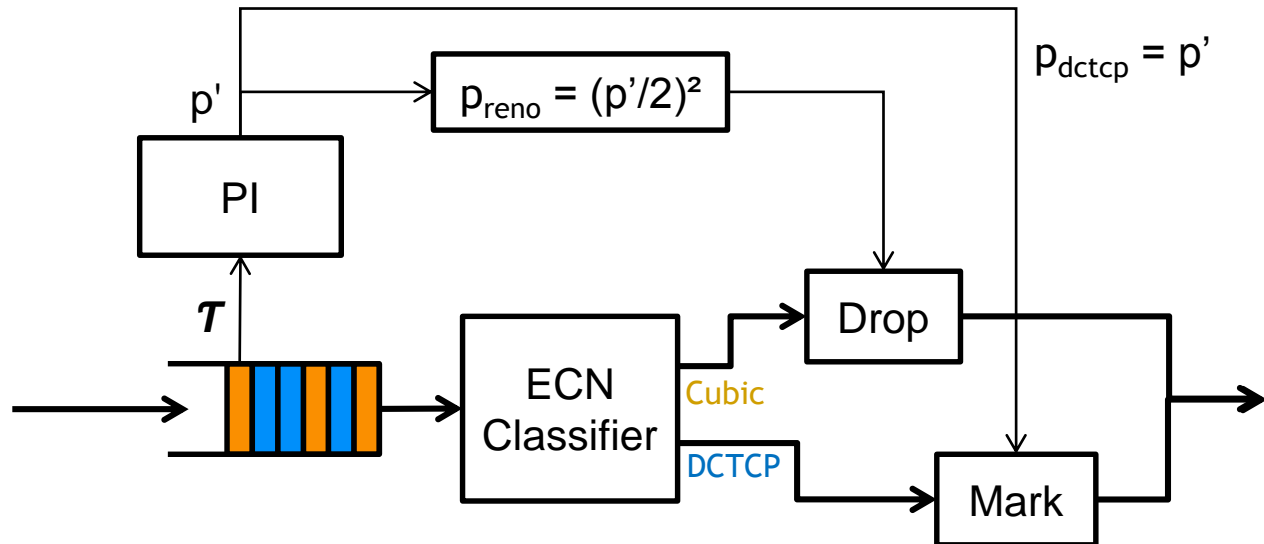 p_dctcp = p’
p'
p_reno = (p’/2)²
PI
τ
Drop
ECN
Classifier
Cubic
DCTCP
Mark